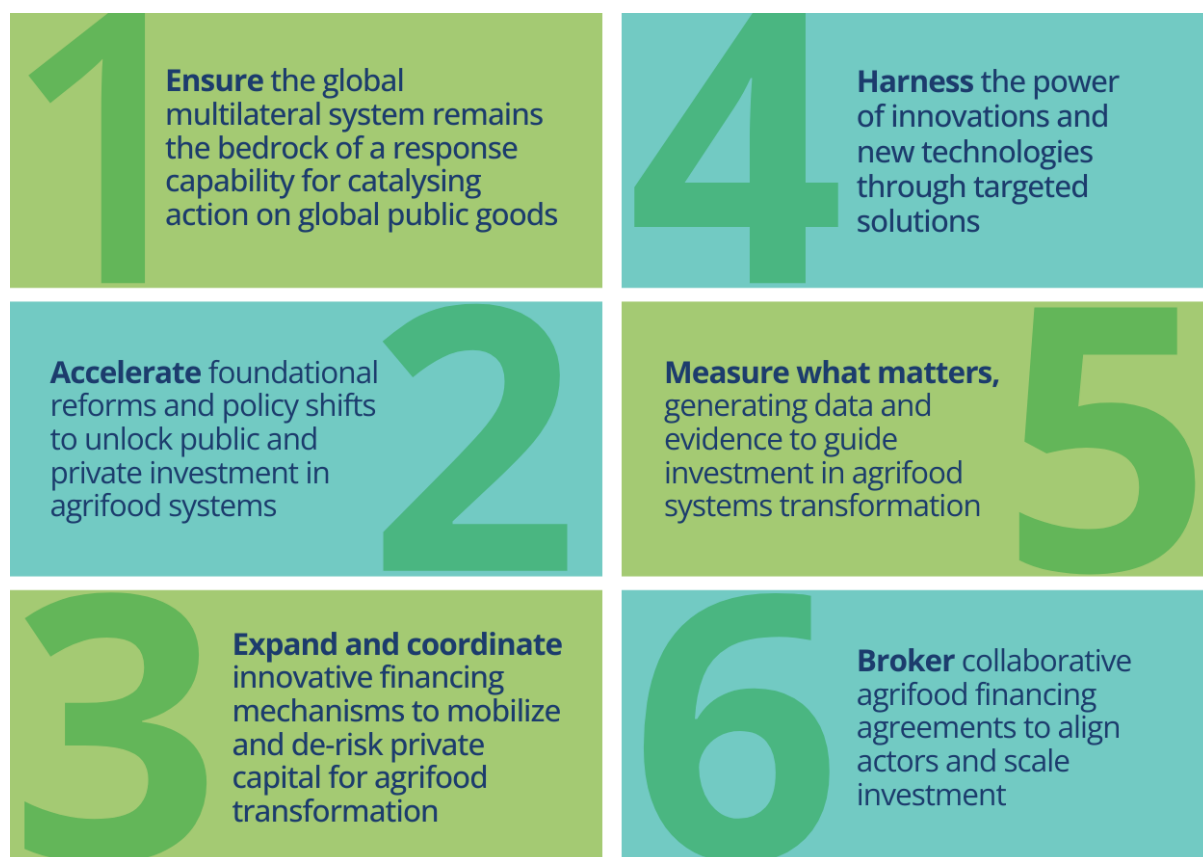 1
Ensure the global
multilateral system remains
the bedrock of a response
capability for catalysing
action on global public goods
2
Accelerate foundational
reforms and policy shifts
to unlock public and
private investment in
agrifood systems
3
Expand and coordinate
innovative financing
mechanisms to mobilize
and de-risk private
capital for agrifood
transformation
4
Harness the power
of innovations and
new technologies
through targeted
solutions
5
Measure what matters,
generating data and
evidence to guide
investment in agrifood
systems transformation
6
Broker collaborative
agrifood financing
agreements to align
actors and scale
investment